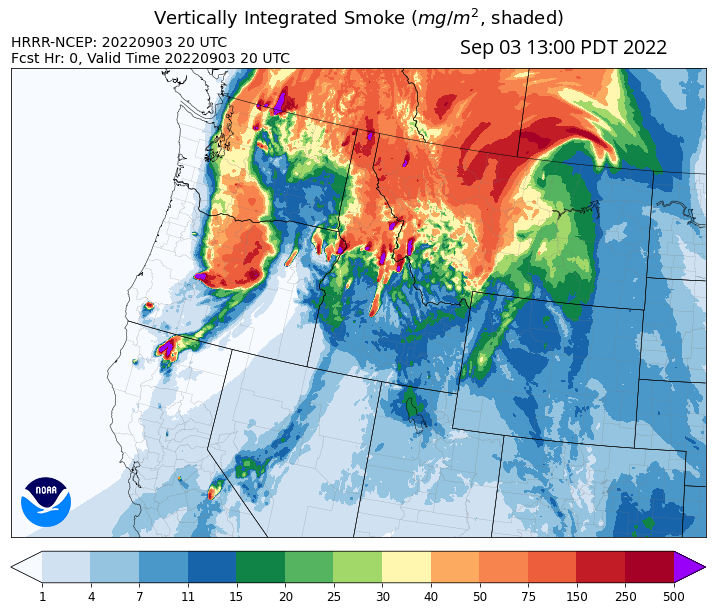 Vertically Integrated Smoke (mg/m², shaded)
HRRR-NCEP: 20220903 20 UTC
Fcst Hr: 0, Valid Time 20220903 20 UTC
Sep 03 13:00 PDT 2022
NOAA
1 4 7 11 15 20 25 30 40 50 75 150 250 500